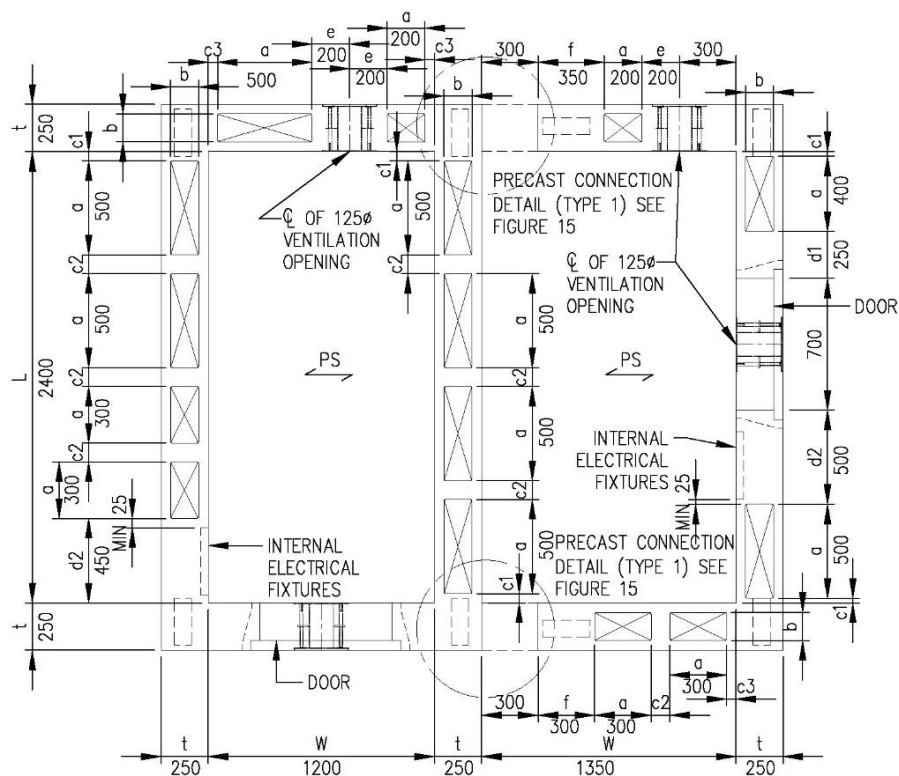 a
e
200
c3
a
200
e
c3
300
f
a
e
300
b
500
200
b
350
200
200
b
t
250
b
c1
c1
c1
a
500
a
500
PRECAST CONNECTION
DETAIL (TYPE 1) SEE
FIGURE 15
a
400
℄ OF 125ø
VENTILATION
OPENING
c2
c2
℄ OF 125ø
VENTILATION
OPENING
d1
250
DOOR
a
500
a
500
700
L
2400
PS
PS
c2
c2
a
300
a
500
INTERNAL
ELECTRICAL
FIXTURES
d2
500
c2
c2
a
300
MIN 25
MIN 25
d2
450
INTERNAL
ELECTRICAL
FIXTURES
a
500
c1
PRECAST CONNECTION
DETAIL (TYPE 1) SEE
FIGURE 15
a
500
c1
t
250
b
DOOR
a
300
c3
300
f
300
a
300
c2
t
250
W
1200
t
250
W
1350
t
250